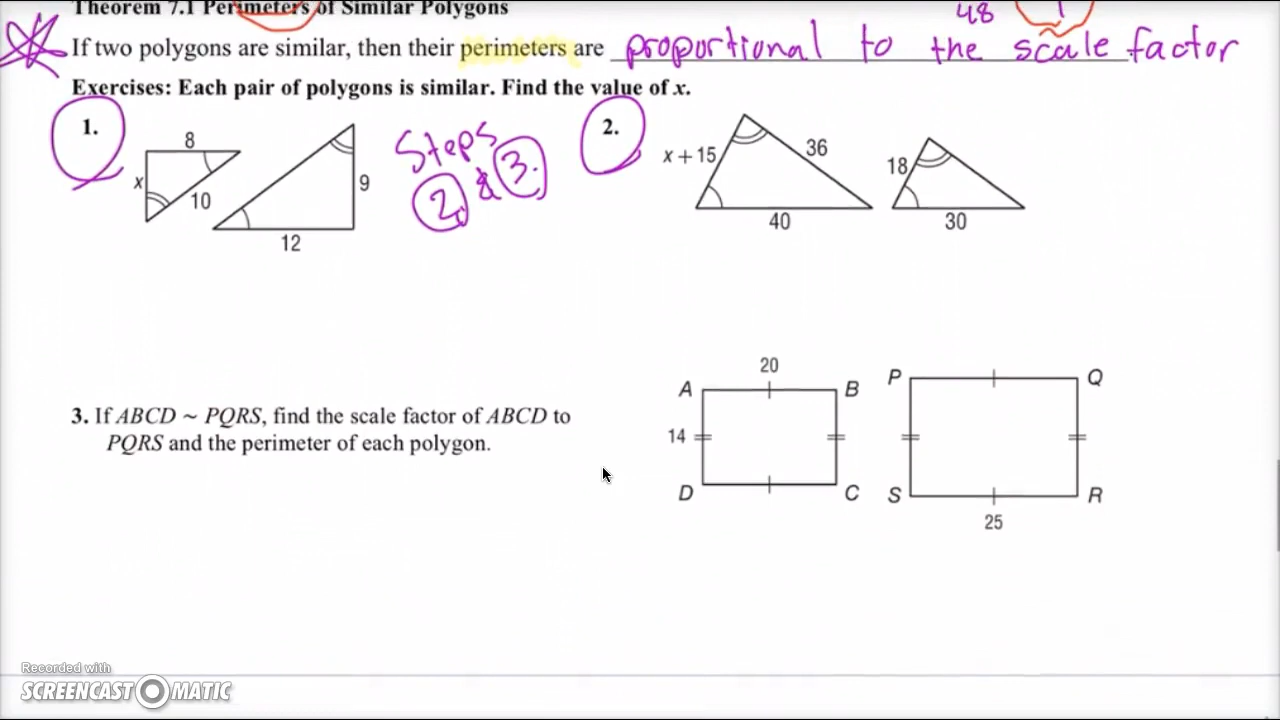 Theorem 7.1 Perimeters of Similar Polygons
48 1
If two polygons are similar, then their perimeters are proportional to the scale factor
Exercises: Each pair of polygons is similar. Find the value of x.
1.
8
x
10
9
12
Steps
2. & 3.
2.
x + 15
36
40
18
30
3. If ABCD ~ PQRS, find the scale factor of ABCD to
PQRS and the perimeter of each polygon.
20
A B
14
D C
P Q
S R
25
Recorded with
SCREENCAST O MATIC